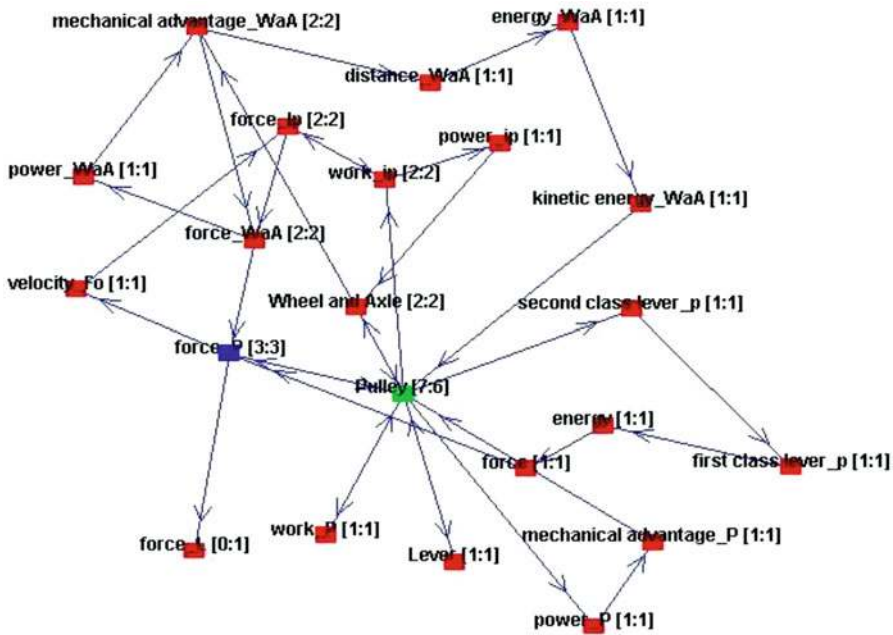 mechanical advantage_WaA [2:2]
energy_WaA [1:1]
distance_WaA [1:1]
force_Ip [2:2]
power_ip [1:1]
power_WaA [1:1]
work_ip [2:2]
kinetic energy_WaA [1:1]
force_WaA [2:2]
velocity_Fo [1:1]
Wheel and Axle [2:2]
second class lever_p [1:1]
force_P [3:3]
Pulley [7:6]
energy [1:1]
force [1:1]
first class lever_p [1:1]
force_L [0:1]
work_P [1:1]
mechanical advantage_P [1:1]
Lever [1:1]
power_P [1:1]